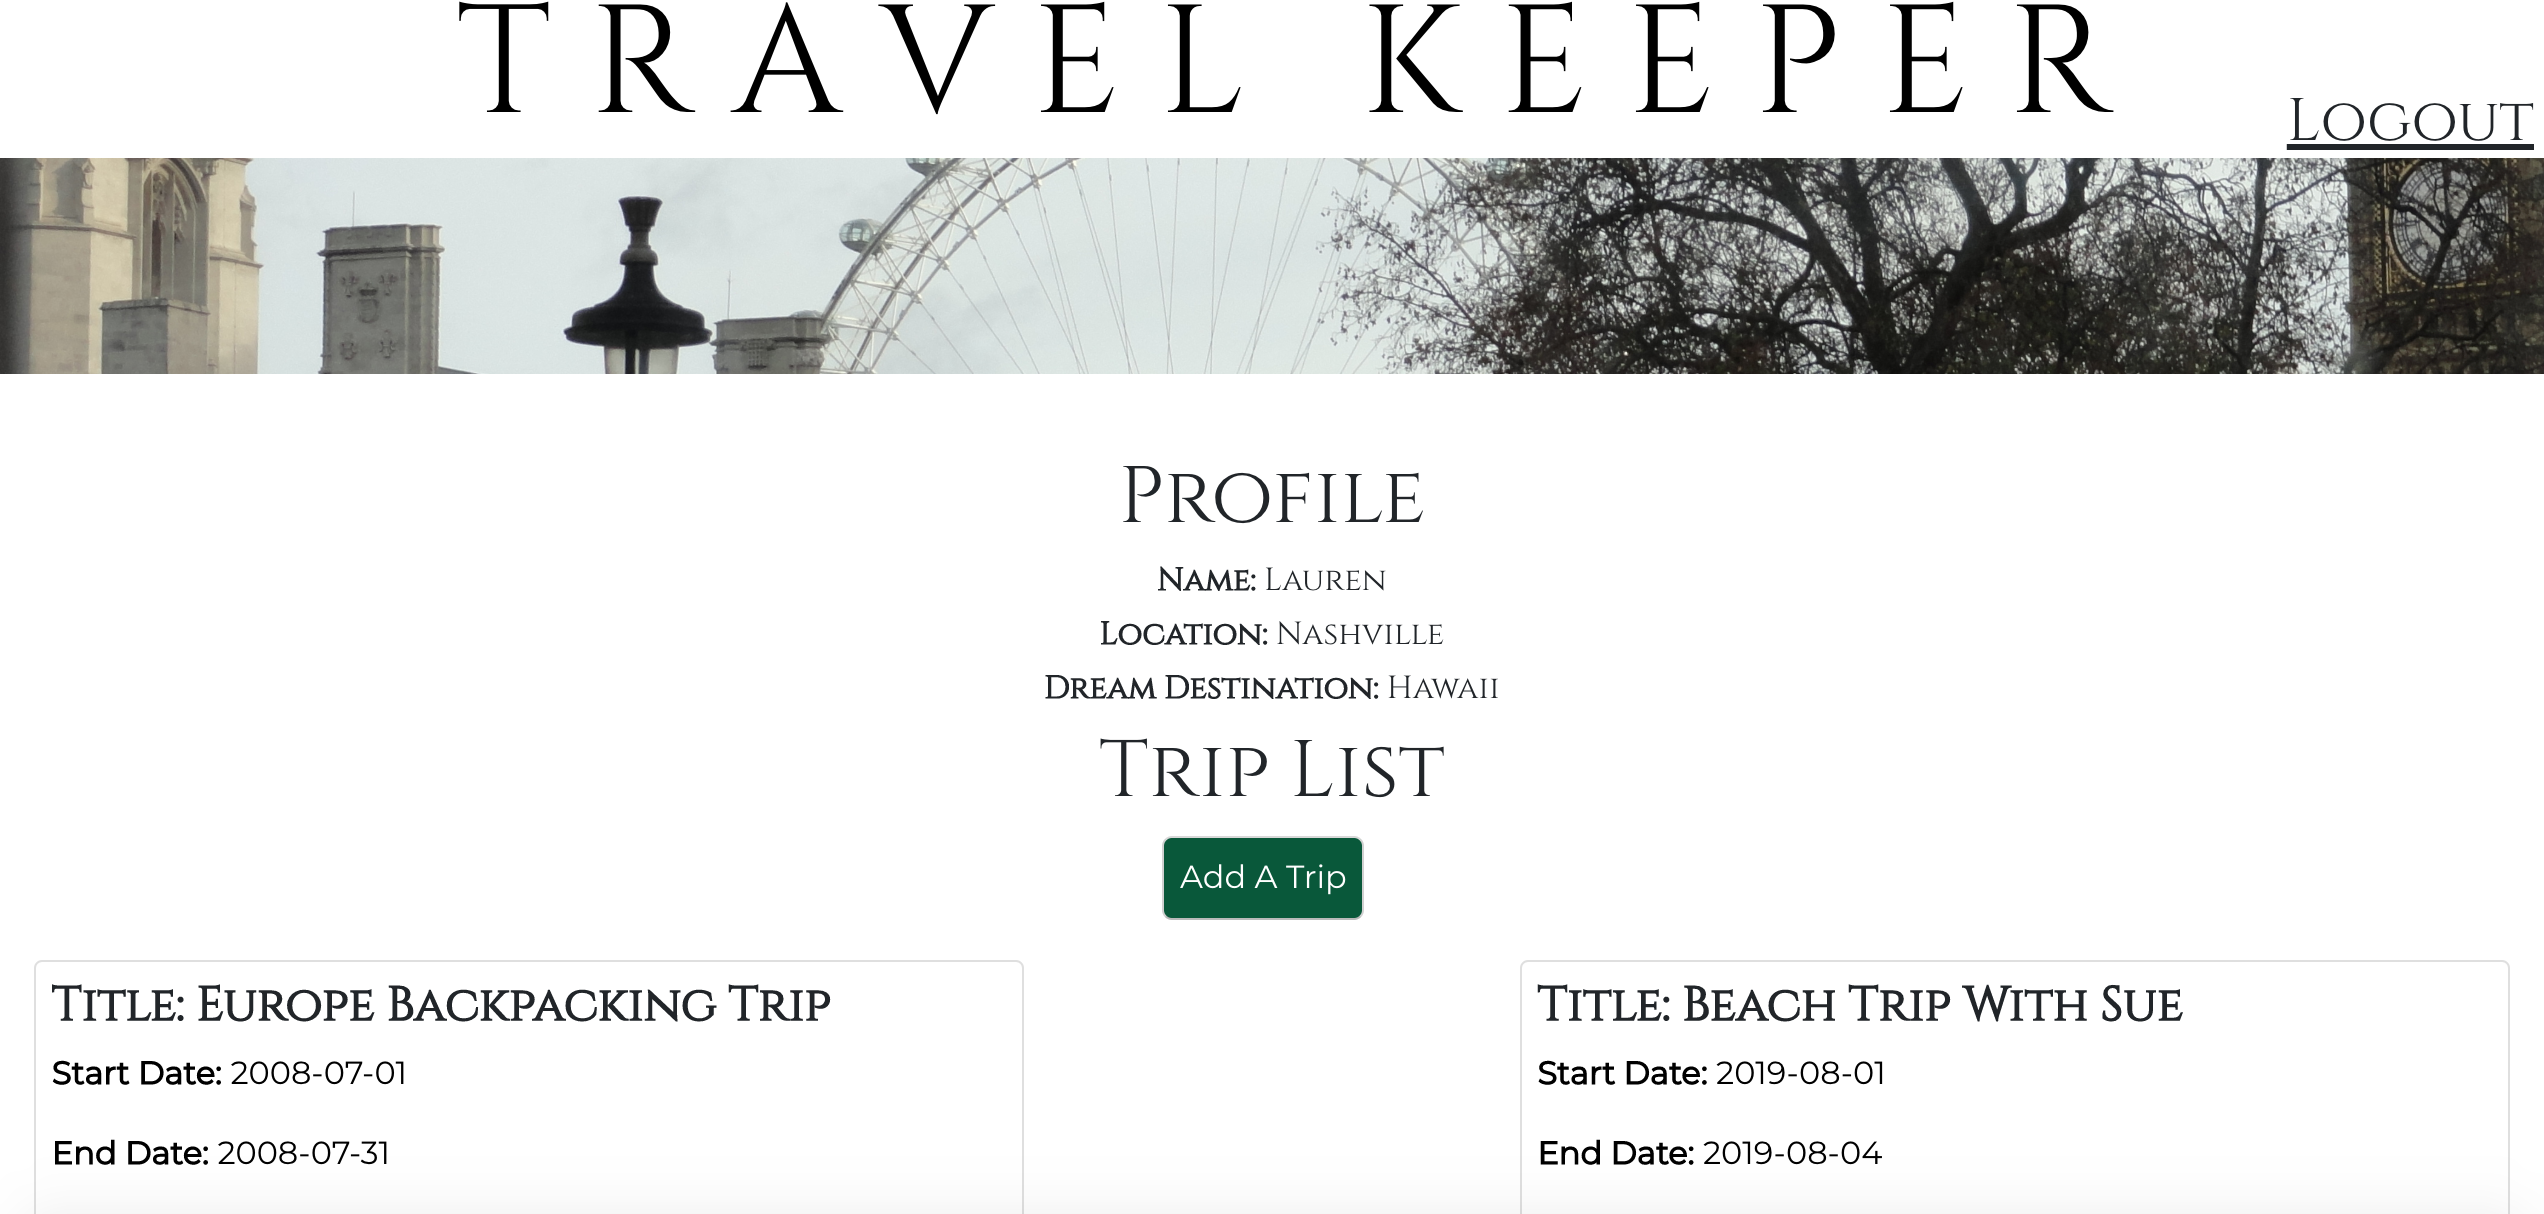 TRAVEL KEEPER
Logout
Profile
Name: Lauren
Location: Nashville
Dream Destination: Hawaii
Trip List
Add A Trip
Title: Europe Backpacking Trip
Start Date: 2008-07-01
End Date: 2008-07-31
Title: Beach Trip With Sue
Start Date: 2019-08-01
End Date: 2019-08-04